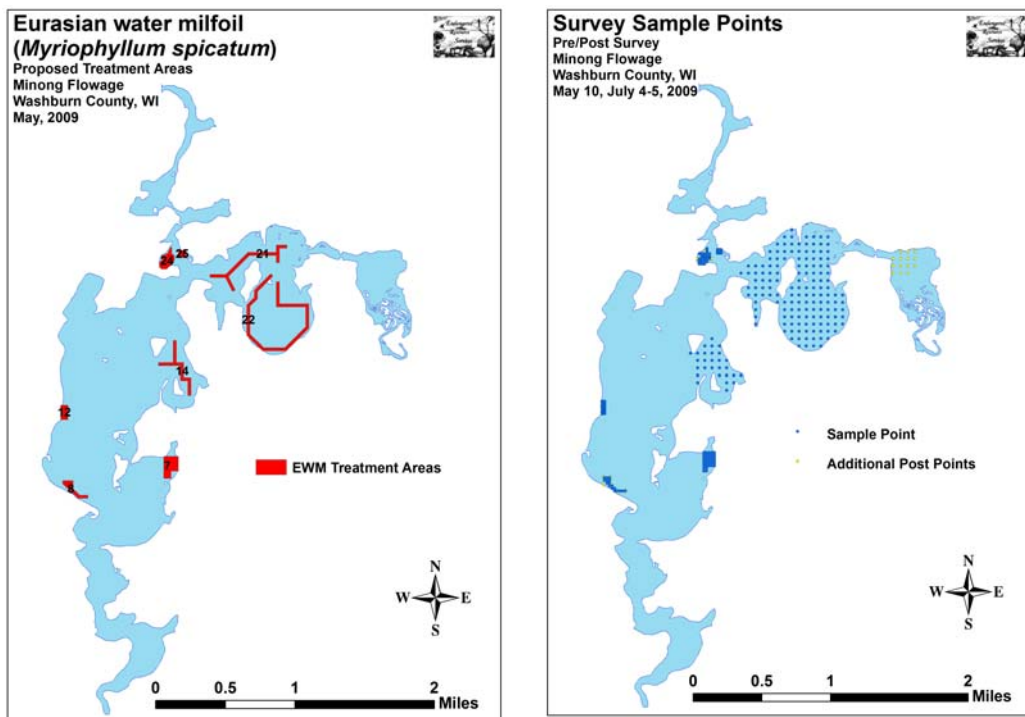 Eurasian water milfoil
(Myriophyllum spicatum)
Proposed Treatment Areas
Minong Flowage
Washburn County, WI
May, 2009
25
24
21
22
14
12
7
8
EWM Treatment Areas
N
W E
S
0 0.5 1 2
Miles
Survey Sample Points
Pre/Post Survey
Minong Flowage
Washburn County, WI
May 10, July 4-5, 2009
Sample Point
Additional Post Points
N
W E
S
0 0.5 1 2
Miles